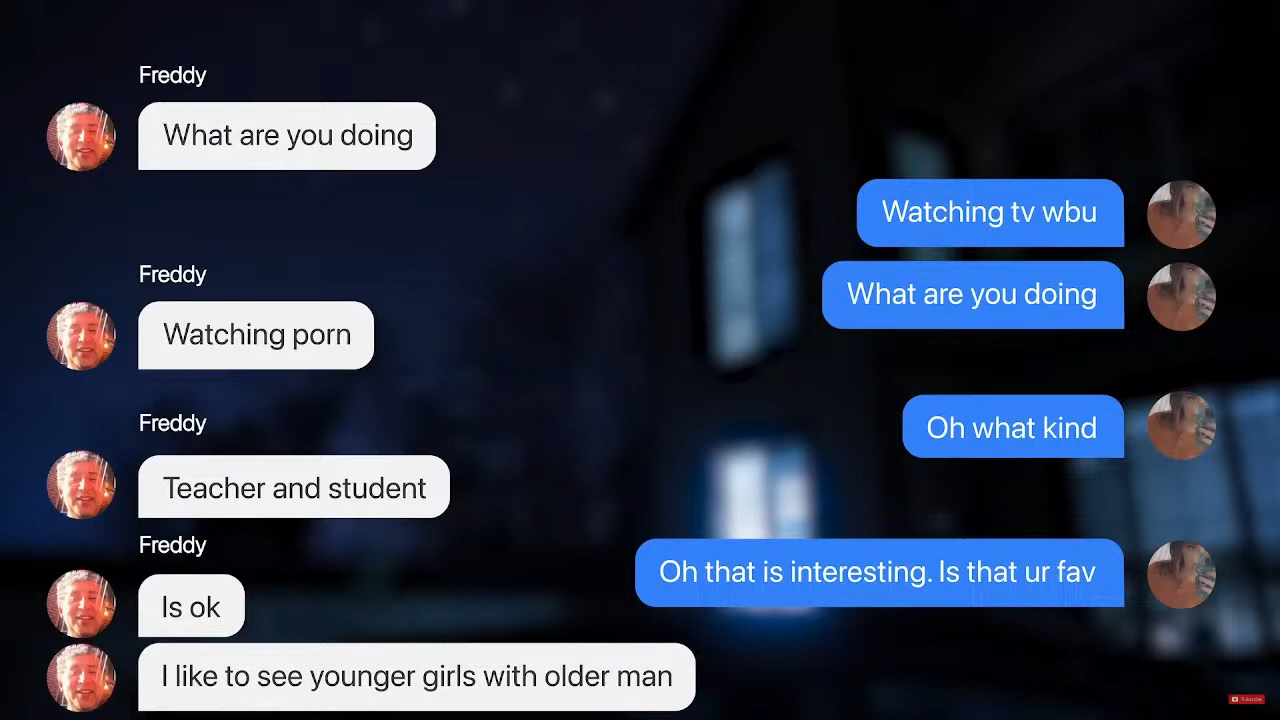 Freddy
What are you doing
Watching tv wbu
What are you doing
Freddy
Watching porn
Oh what kind
Freddy
Teacher and student
Oh that is interesting. Is that ur fav
Freddy
Is ok
I like to see younger girls with older man
Subscribe